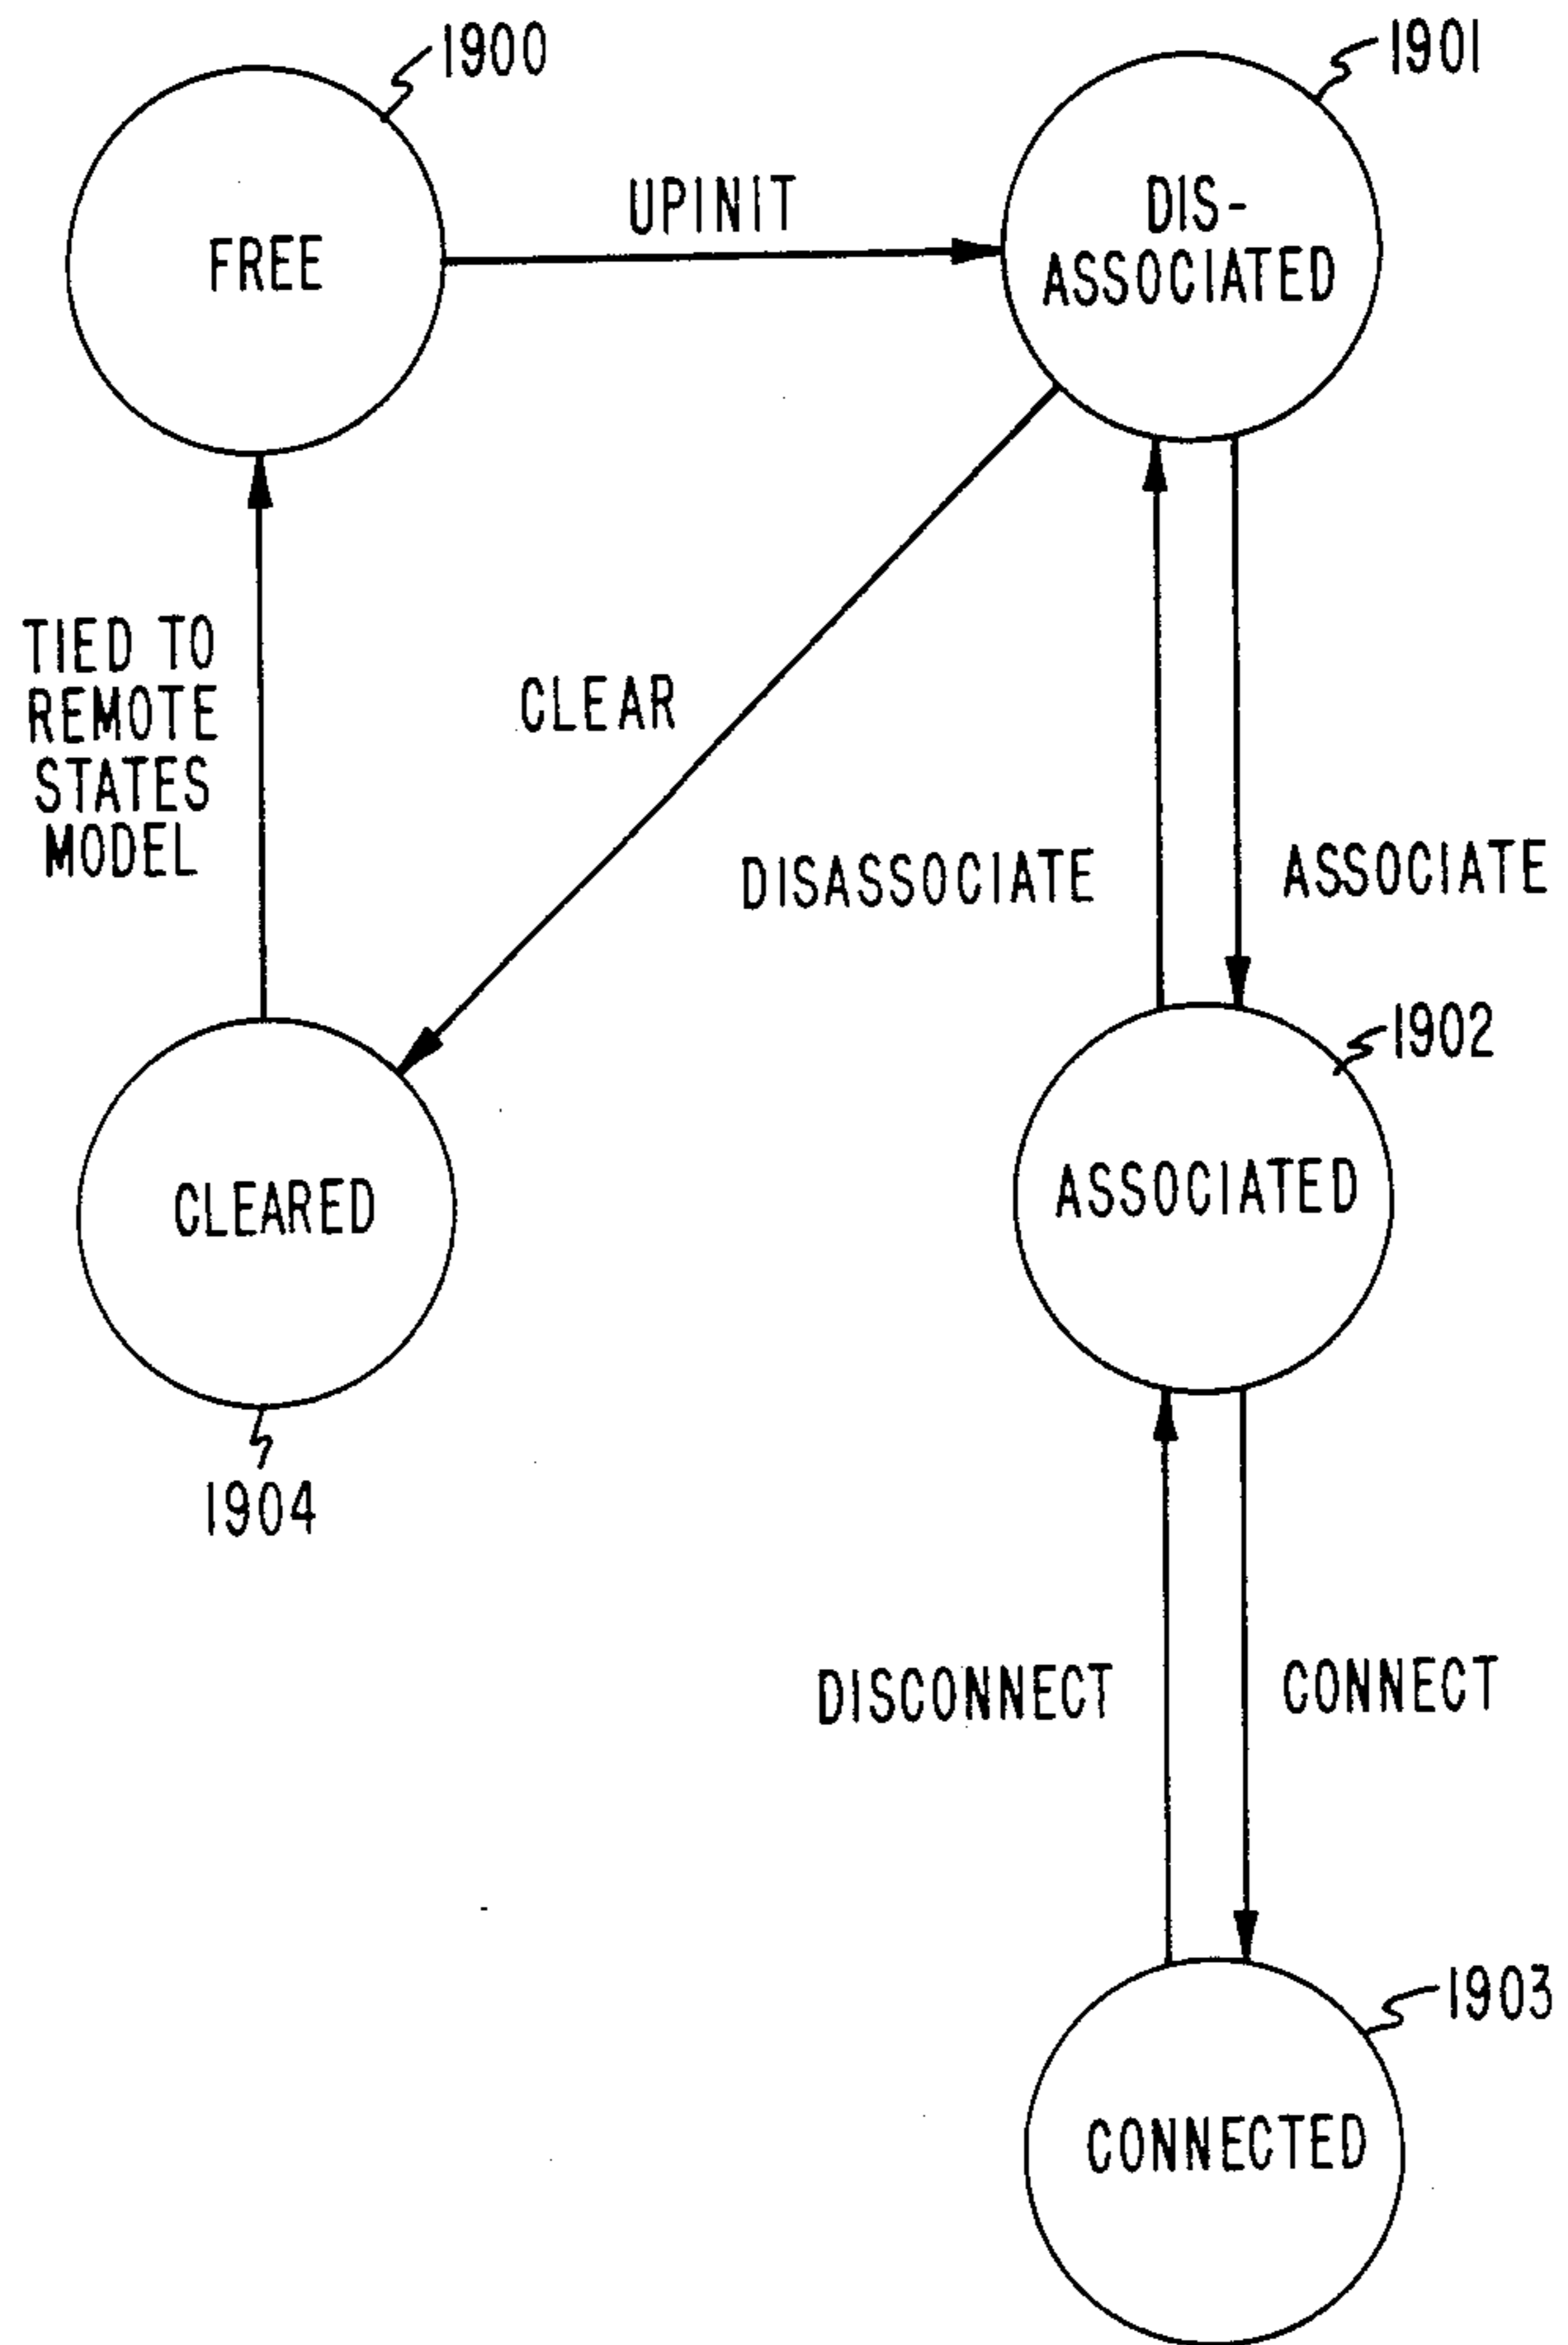 1900
1901
FREE
UPINIT
DIS-
ASSOCIATED
TIED TO
REMOTE
STATES
MODEL
CLEAR
DISASSOCIATE
ASSOCIATE
1902
CLEARED
ASSOCIATED
1904
DISCONNECT
CONNECT
1903
CONNECTED